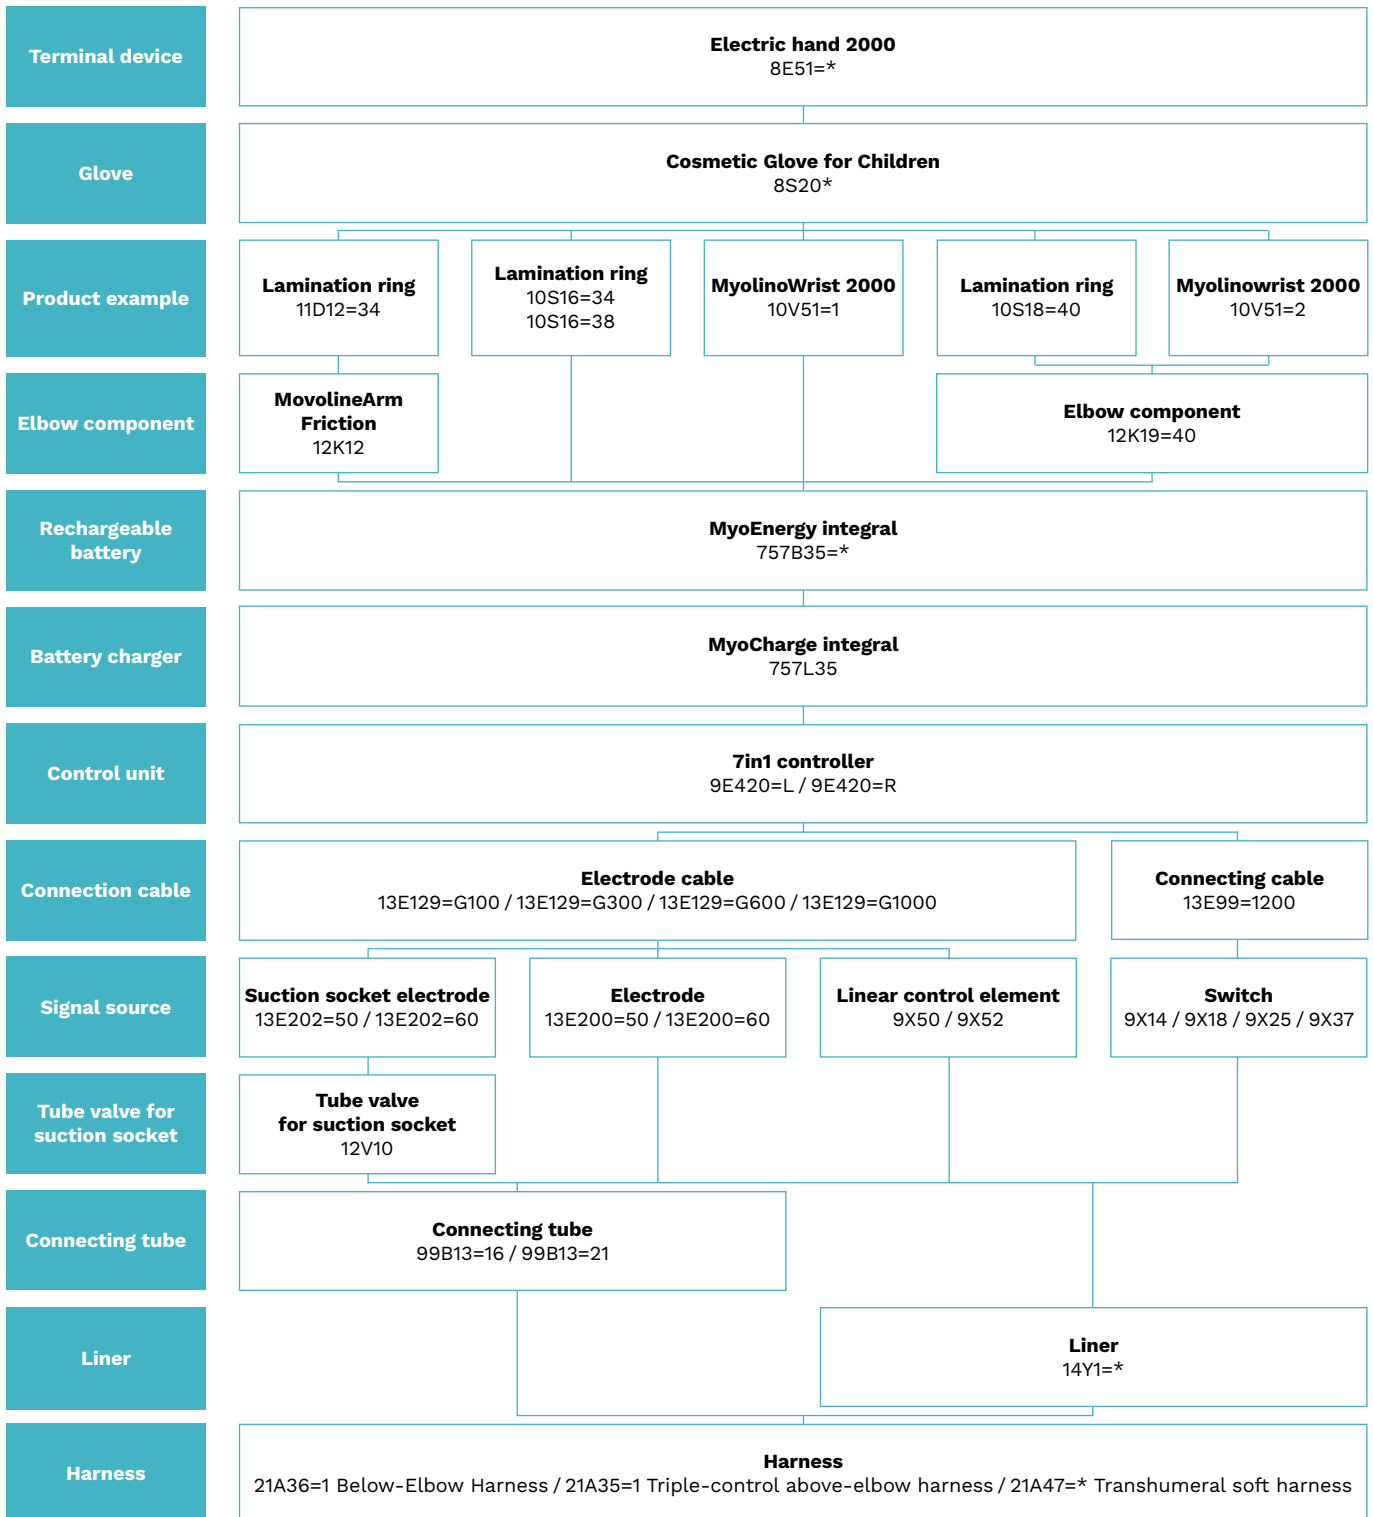 Terminal device
Electric hand 2000
8E51=*
Glove
Cosmetic Glove for Children
8S20*
Product example
Lamination ring
11D12=34
Lamination ring
10S16=34
10S16=38
MyolinoWrist 2000
10V51=1
Lamination ring
10S18=40
Myolinowrist 2000
10V51=2
Elbow component
MovolineArm
Friction
12K12
Elbow component
12K19=40
Rechargeable
battery
MyoEnergy integral
757B35=*
Battery charger
MyoCharge integral
757L35
Control unit
7in1 controller
9E420=L / 9E420=R
Connection cable
Electrode cable
13E129=G100 / 13E129=G300 / 13E129=G600 / 13E129=G1000
Connecting cable
13E99=1200
Signal source
Suction socket electrode
13E202=50 / 13E202=60
Electrode
13E200=50 / 13E200=60
Linear control element
9X50 / 9X52
Switch
9X14 / 9X18 / 9X25 / 9X37
Tube valve for
suction socket
Tube valve
for suction socket
12V10
Connecting tube
Connecting tube
99B13=16 / 99B13=21
Liner
Liner
14Y1=*
Harness
Harness
21A36=1 Below-Elbow Harness / 21A35=1 Triple-control above-elbow harness / 21A47=* Transhumeral soft harness